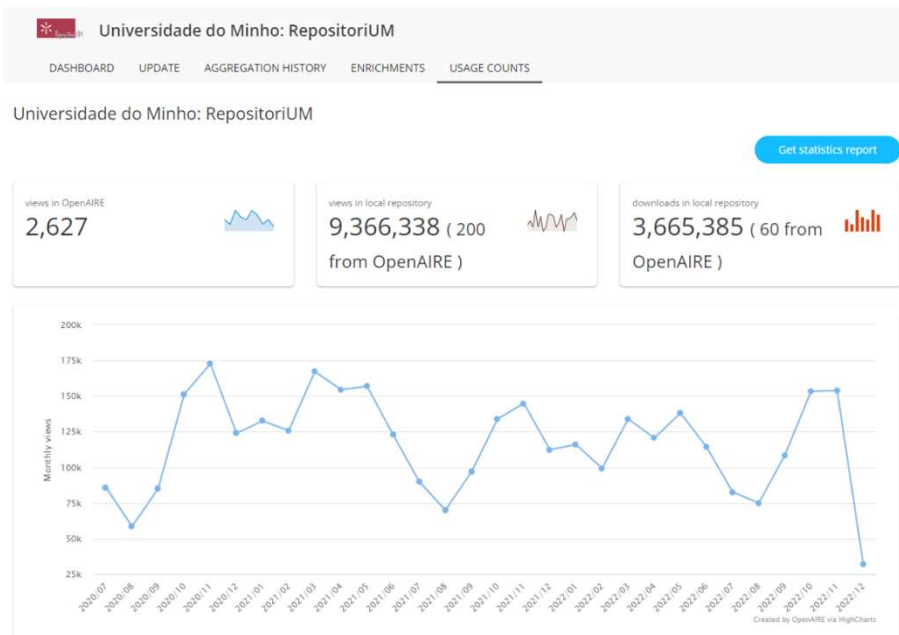 Universidade do Minho: RepositoriUM
DASHBOARD UPDATE AGGREGATION HISTORY ENRICHMENTS USAGE COUNTS
Universidade do Minho: RepositoriUM
Get statistics report
views in OpenAIRE
2,627
views in local repository
9,366,338 ( 200
from OpenAIRE )
downloads in local repository
3,665,385 ( 60 from
OpenAIRE )
Monthly views
200k
175k
150k
125k
100k
75k
50k
25k
2020/07 2020/08 2020/09 2020/10 2020/11 2020/12 2021/01 2021/02 2021/03 2021/04 2021/05 2021/06 2021/07 2021/08 2021/09 2021/10 2021/11 2021/12 2022/01 2022/02 2022/03 2022/04 2022/05 2022/06 2022/07 2022/08 2022/09 2022/10 2022/11 2022/12
Created by OpenAIRE via HighCharts